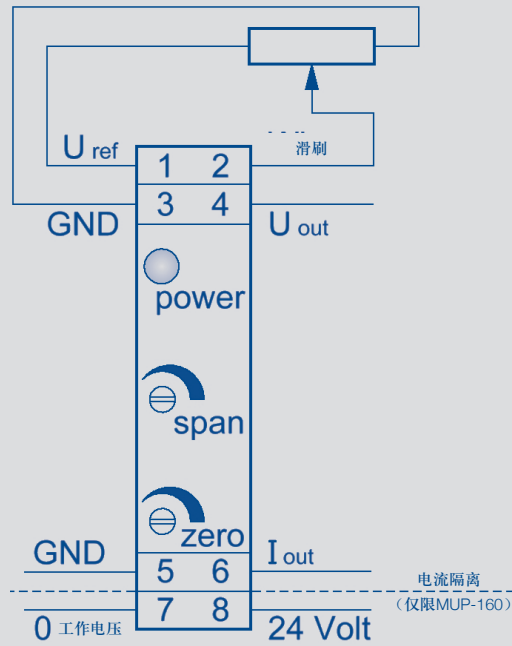 U ref
1 2
滑刷
3 4
GND
U out
power
span
zero
GND
I out
5 6
电流隔离
7 8
(仅限MUP-160)
0 工作电压
24 Volt